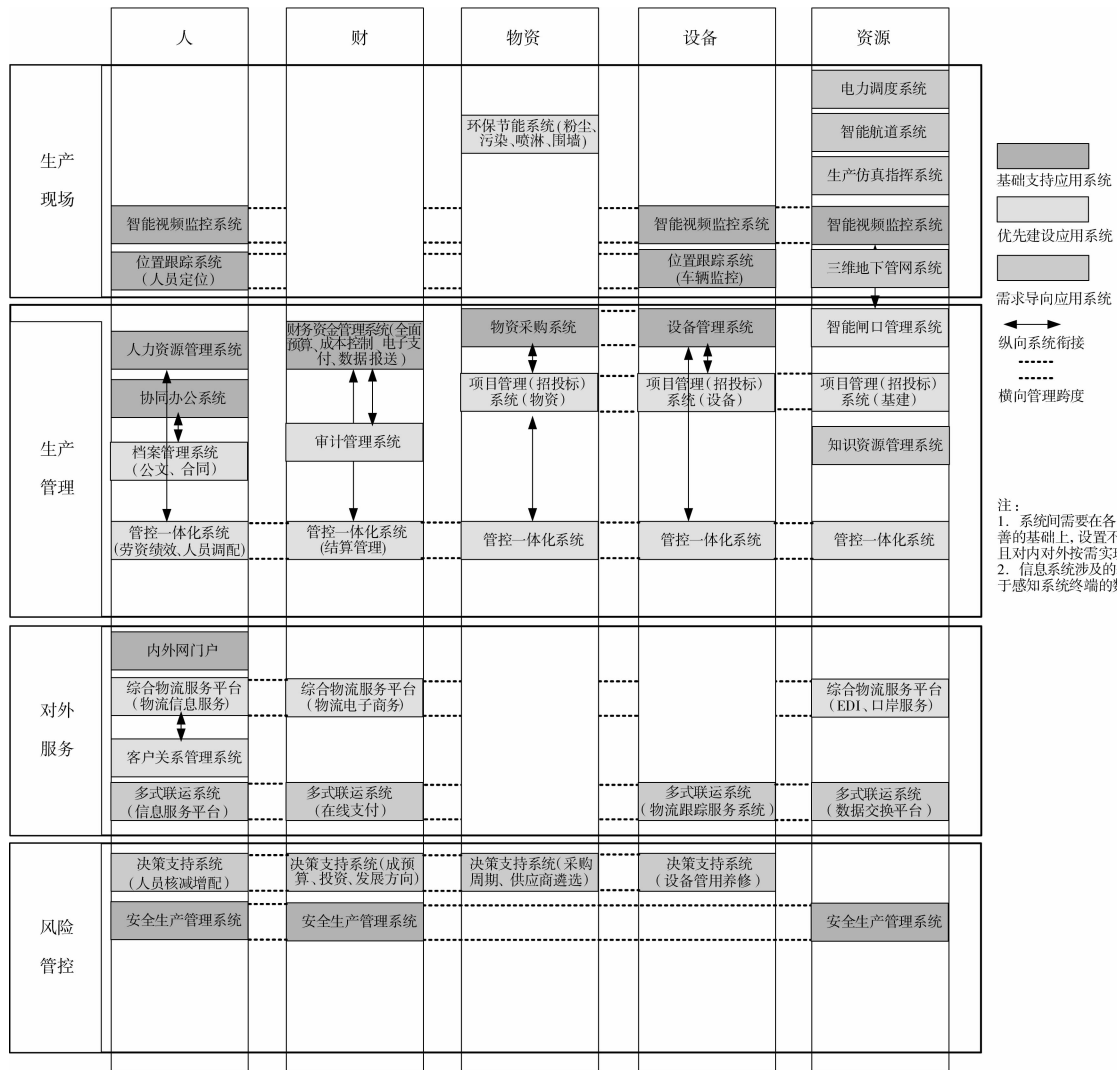 人
财
物资
设备
资源
生产
现场
环保节能系统(粉尘、
污染、喷淋、围墙)
电力调度系统
智能航道系统
生产仿真指挥系统
智能视频监控系统
智能视频监控系统
智能视频监控系统
位置跟踪系统
(人员定位)
位置跟踪系统
(车辆监控)
三维地下管网系统
生产
管理
人力资源管理系统
财务资金管理系统(全面
预算、成本控制 电子支
付、数据报送)
物资采购系统
设备管理系统
智能闸口管理系统
协同办公系统
项目管理(招投标)
系统(物资)
项目管理(招投标)
系统(设备)
项目管理(招投标)
系统(基建)
档案管理系统
(公文、合同)
审计管理系统
知识资源管理系统
管控一体化系统
(劳资绩效、人员调配)
管控一体化系统
(结算管理)
管控一体化系统
管控一体化系统
管控一体化系统
对外
服务
内外网门户
综合物流服务平台
(物流信息服务)
综合物流服务平台
(物流电子商务)
综合物流服务平台
(EDI、口岸服务)
客户关系管理系统
多式联运系统
(信息服务平台)
多式联运系统
(在线支付)
多式联运系统
(物流跟踪服务系统)
多式联运系统
(数据交换平台)
风险
管控
决策支持系统
(人员核减增配)
决策支持系统(成预
算、投资、发展方向)
决策支持系统(采购
周期、供应商遴选)
决策支持系统
(设备管用养修)
安全生产管理系统
安全生产管理系统
安全生产管理系统
基础支持应用系统
优先建设应用系统
需求导向应用系统
纵向系统衔接
横向管理跨度
注:
1. 系统间需要在各
善的基础上,设置不
且对内对外按需实现
2. 信息系统涉及的
于感知系统终端的数